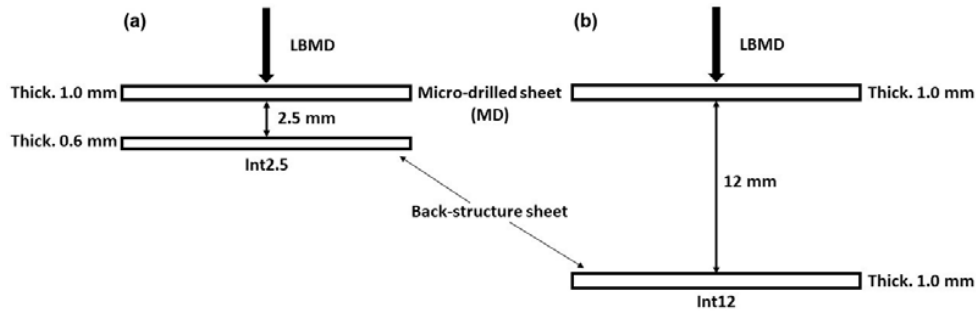 (a)
LBMD
Thick. 1.0 mm
2.5 mm
Thick. 0.6 mm
Int2.5
Micro-drilled sheet
(MD)
Back-structure sheet
(b)
LBMD
Thick. 1.0 mm
12 mm
Thick. 1.0 mm
Int12